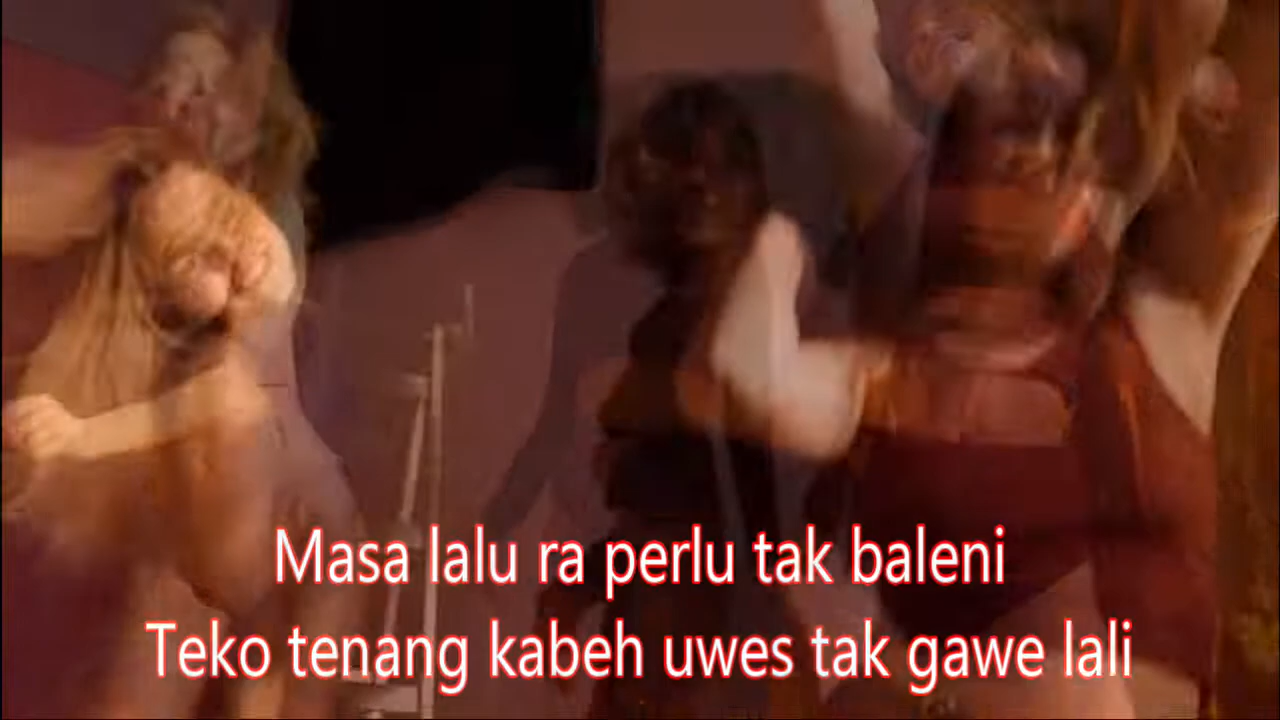 Masa lalu ra perlu tak baleni
Teko tenang kabeh uwes tak gawe lali